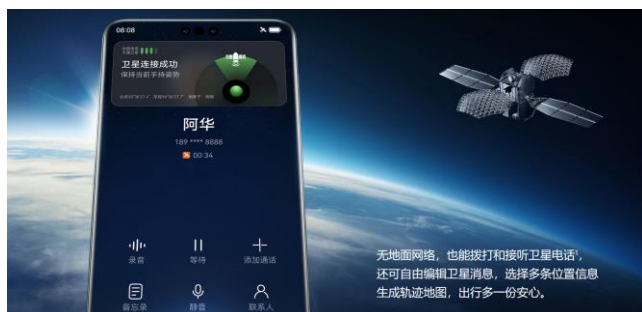 08:08
卫星连接成功
保持当前手持姿势
阿华
189 **** 8888
00:34
录音
等待
添加通话
备忘录
静音
联系人
无地面网络，也能拨打和接听卫星电话¹，
还可自由编辑卫星消息，选择多条位置信息
生成轨迹地图，出行多一份安心。